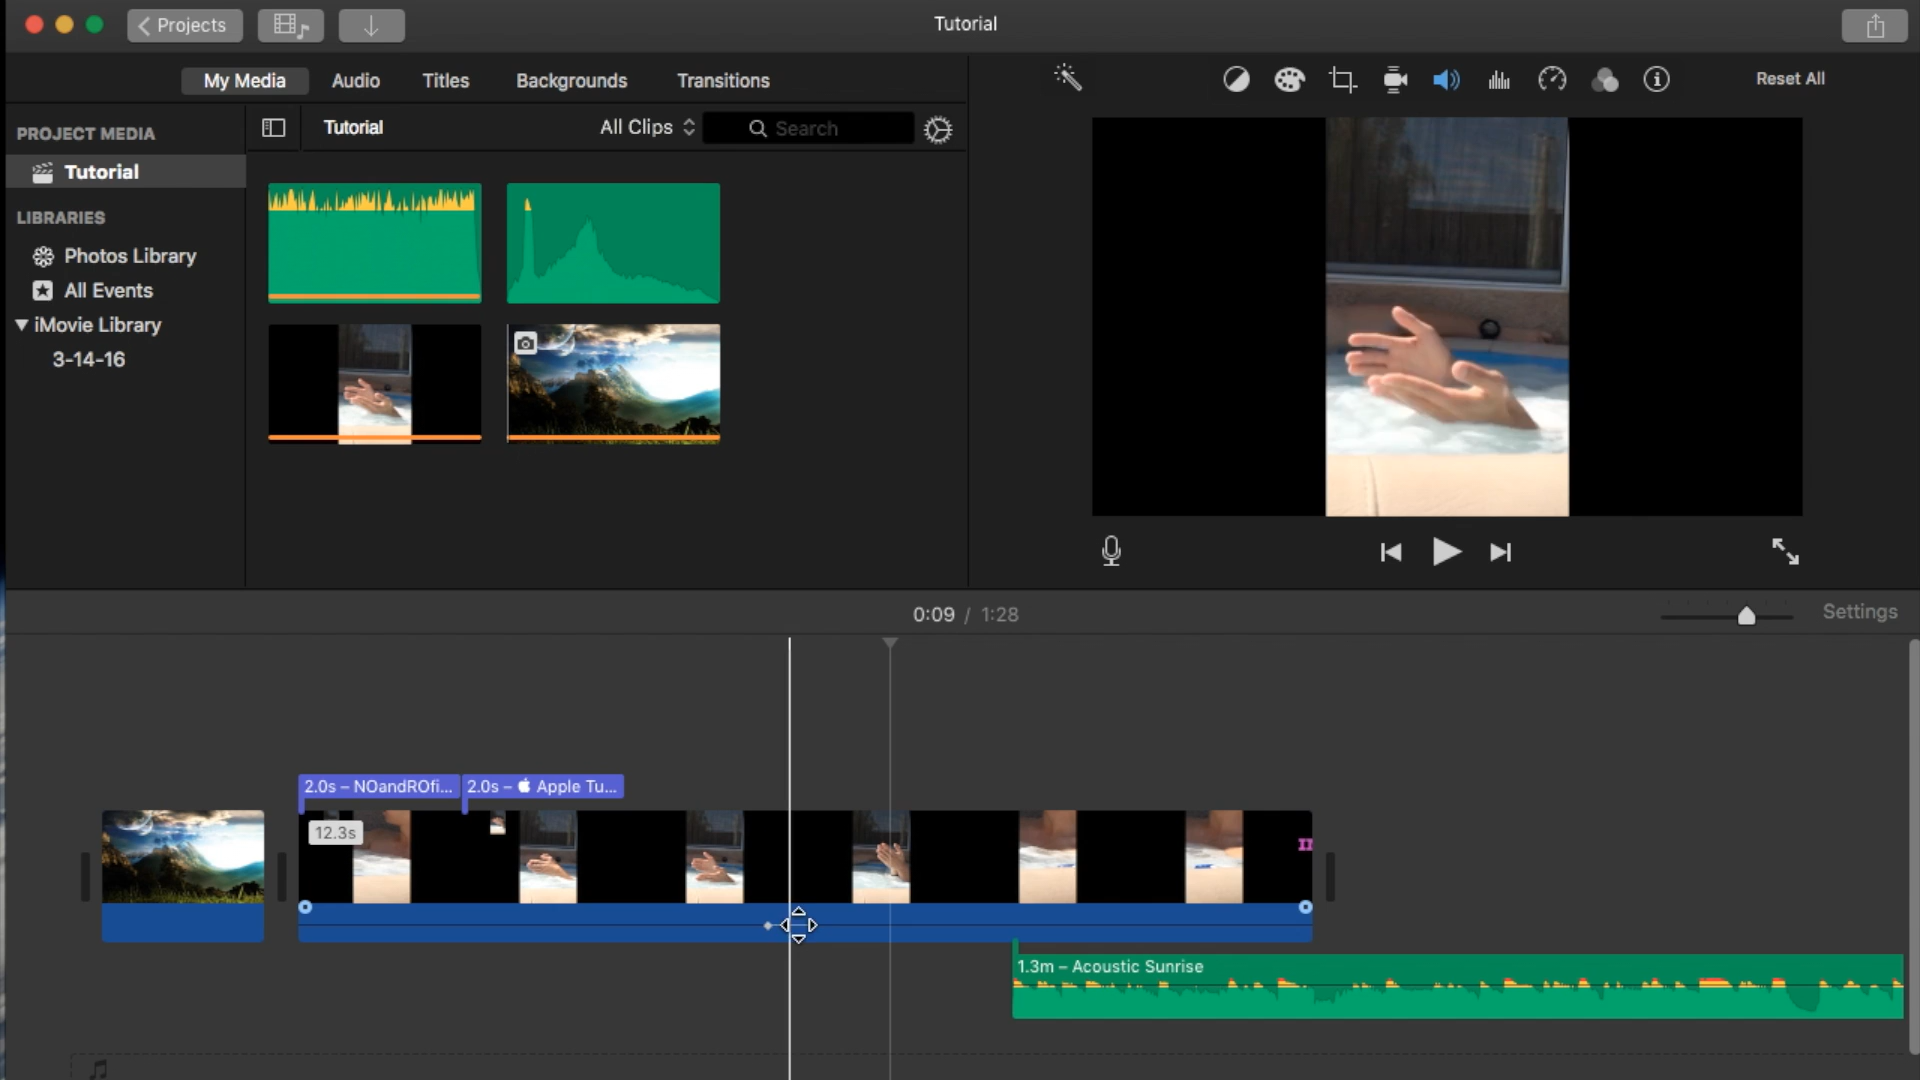 Projects
Tutorial
My Media
Audio
Titles
Backgrounds
Transitions
Reset All
PROJECT MEDIA
Tutorial
LIBRARIES
Photos Library
All Events
iMovie Library
3-14-16
Tutorial
All Clips
Search
0:09 / 1:28
Settings
2.0s – NOandROfi...
2.0s –  Apple Tu...
12.3s
1.3m – Acoustic Sunrise